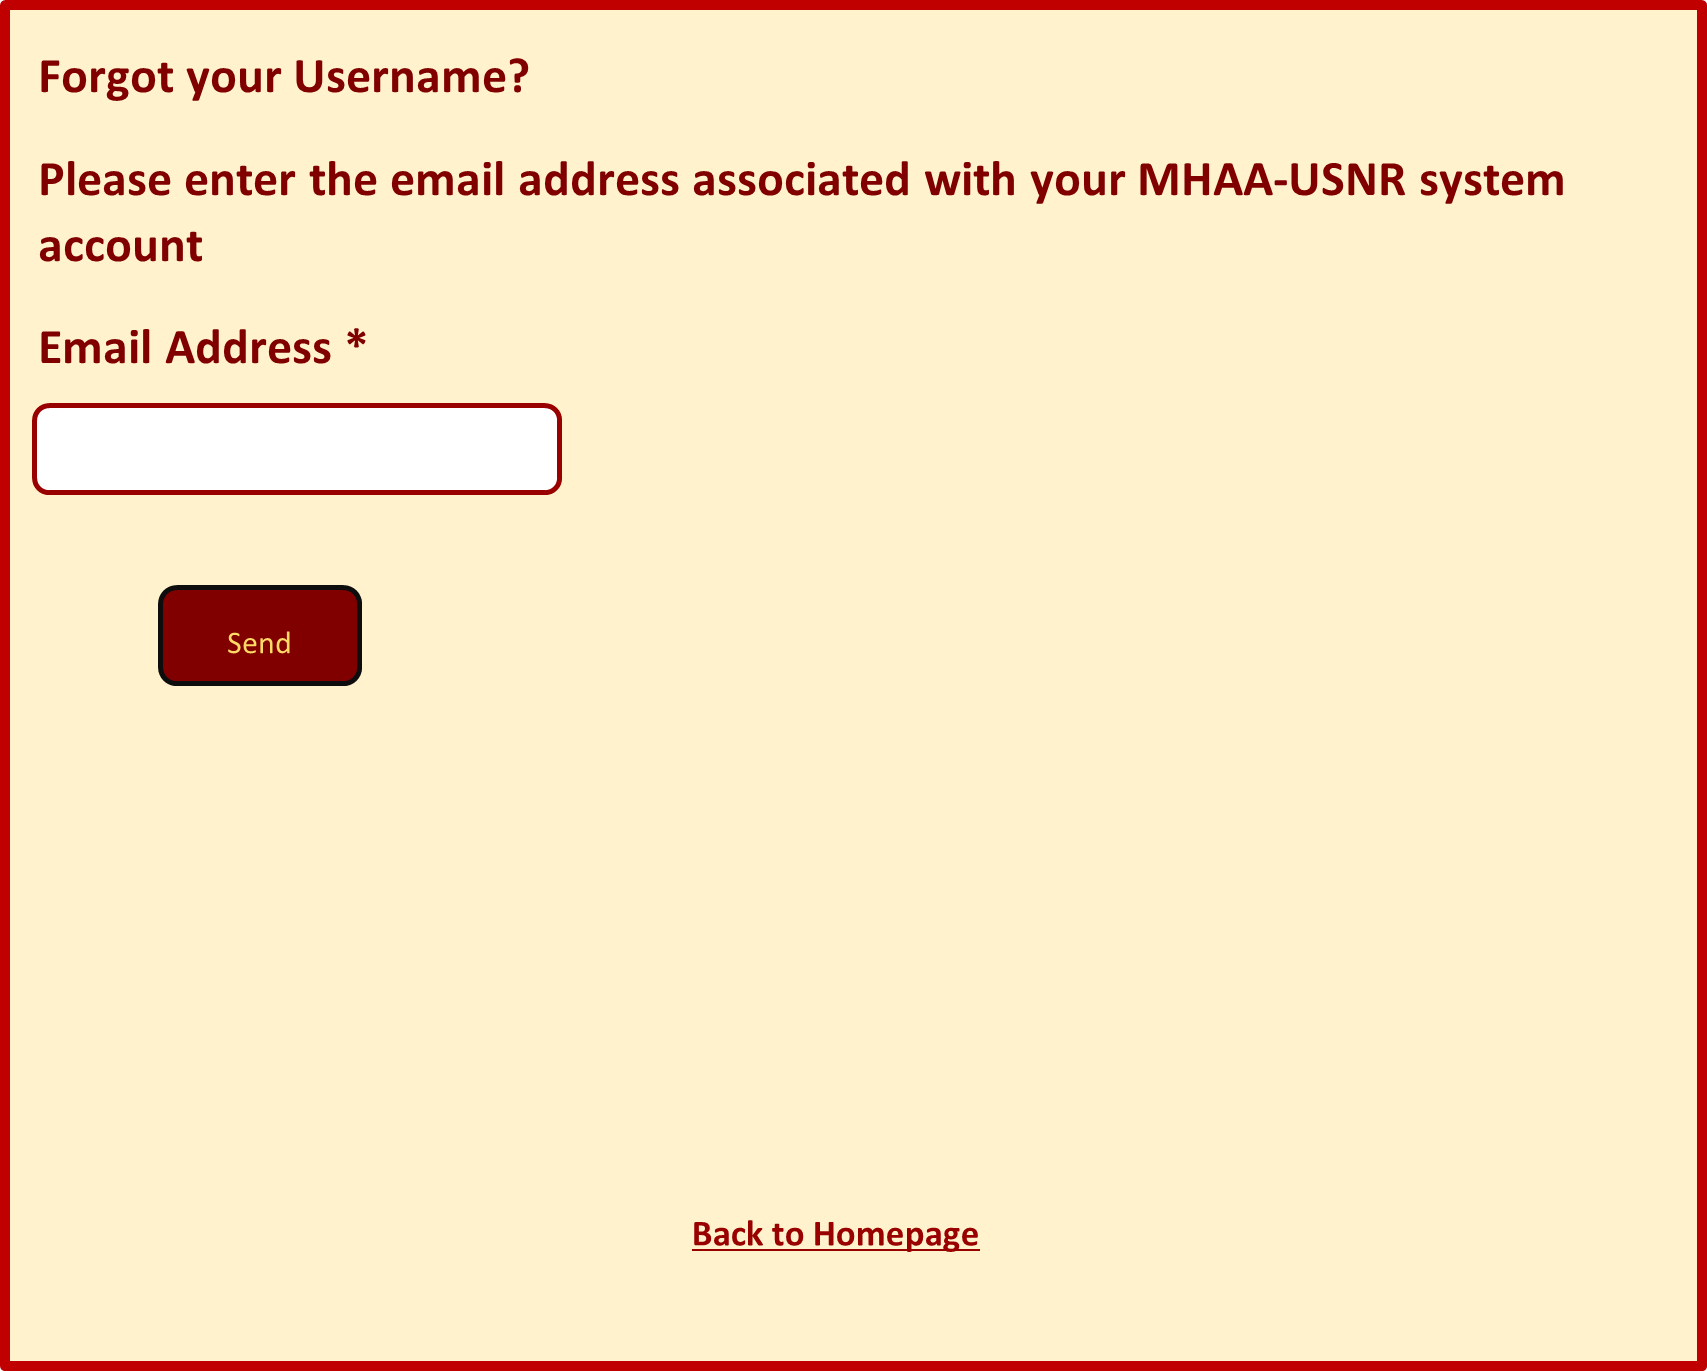 Forgot your Username?
Please enter the email address associated with your MHAA-USNR system
account
Email Address *
Send
Back to Homepage